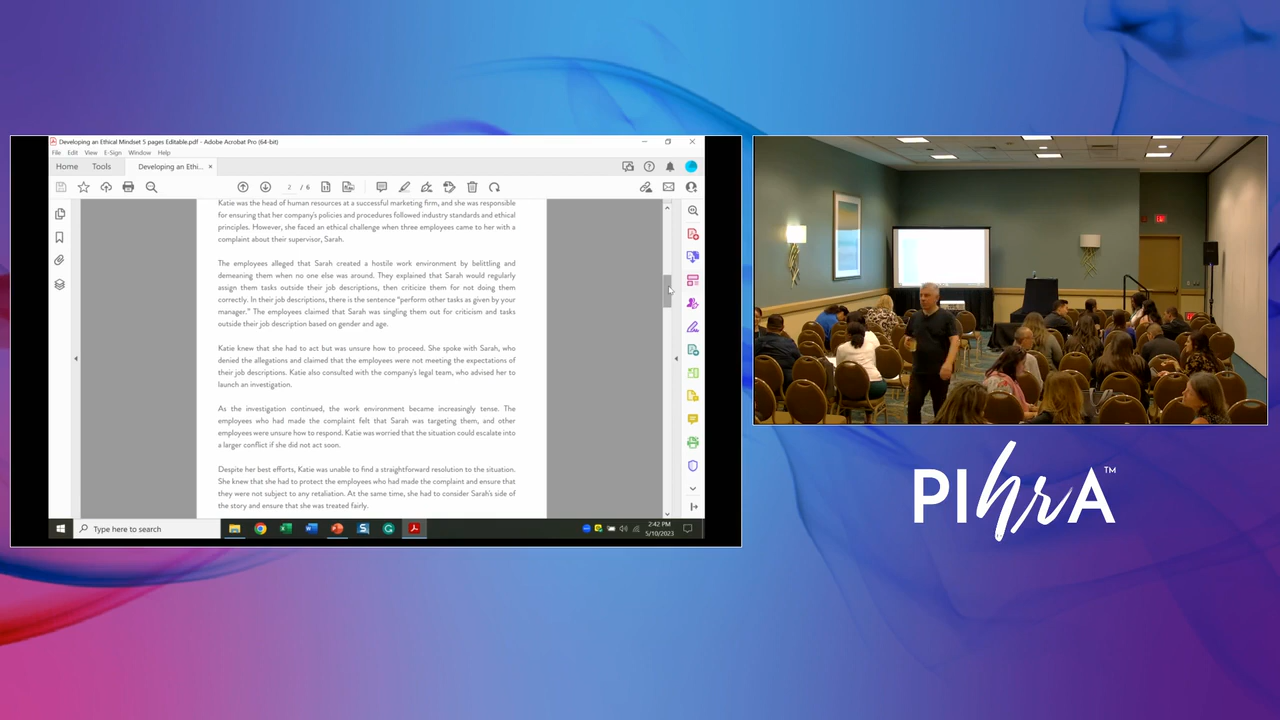 Developing an Ethical Mindset 5 pages Editable.pdf - Adobe Acrobat Pro (64-bit)
File Edit View E-Sign Window Help
Home Tools Developing an Ethi... ×
2 / 6
Katie was the head of human resources at a successful marketing firm, and she was responsible
for ensuring that her company's policies and procedures followed industry standards and ethical
principles. However, she faced an ethical challenge when three employees came to her with a
complaint about their supervisor, Sarah.
The employees alleged that Sarah created a hostile work environment by belittling and
demeaning them when no one else was around. They explained that Sarah would regularly
assign them tasks outside their job descriptions, then criticize them for not doing them
correctly. In their job descriptions, there is the sentence "perform other tasks as given by your
manager." The employees claimed that Sarah was singling them out for criticism and tasks
outside their job description based on gender and age.
Katie knew that she had to act but was unsure how to proceed. She spoke with Sarah, who
denied the allegations and claimed that the employees were not meeting the expectations of
their job descriptions. Katie also consulted with the company's legal team, who advised her to
launch an investigation.
As the investigation continued, the work environment became increasingly tense. The
employees who had made the complaint felt that Sarah was targeting them, and other
employees were unsure how to respond. Katie was worried that the situation could escalate into
a larger conflict if she did not act soon.
Despite her best efforts, Katie was unable to find a straightforward resolution to the situation.
She knew that she had to protect the employees who had made the complaint and ensure that
they were not subject to any retaliation. At the same time, she had to consider Sarah's side of
the story and ensure that she was treated fairly.
Type here to search
2:42 PM
5/10/2023
PIhrA™